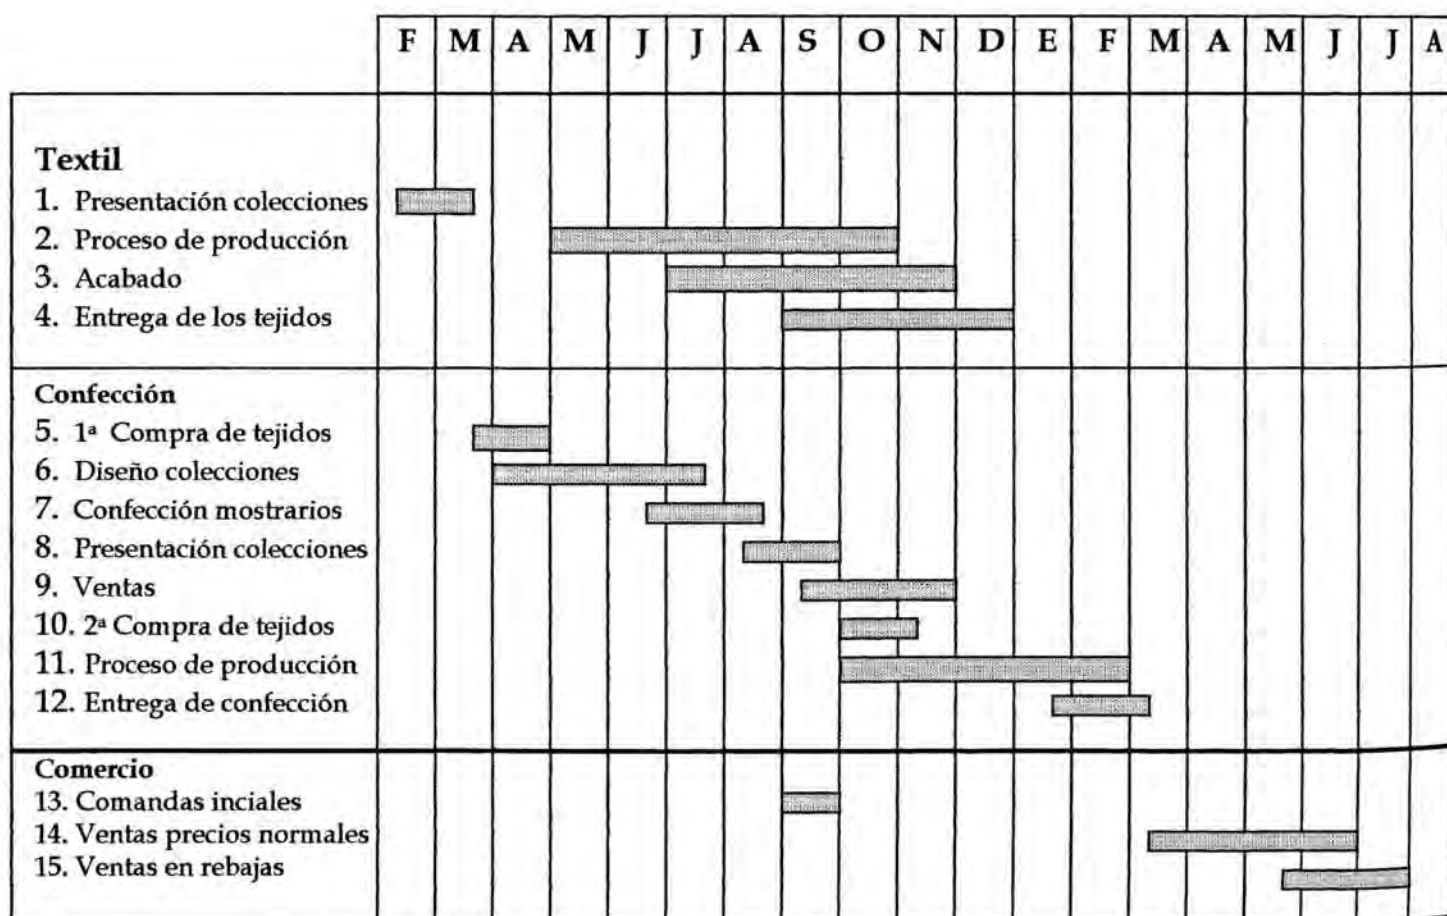 F M A M J J A S O N D E F M A M J J A
Textil
1. Presentación colecciones
2. Proceso de producción
3. Acabado
4. Entrega de los tejidos
Confección
5. 1ª Compra de tejidos
6. Diseño colecciones
7. Confección mostrarios
8. Presentación colecciones
9. Ventas
10. 2ª Compra de tejidos
11. Proceso de producción
12. Entrega de confección
Comercio
13. Comandas inciales
14. Ventas precios normales
15. Ventas en rebajas